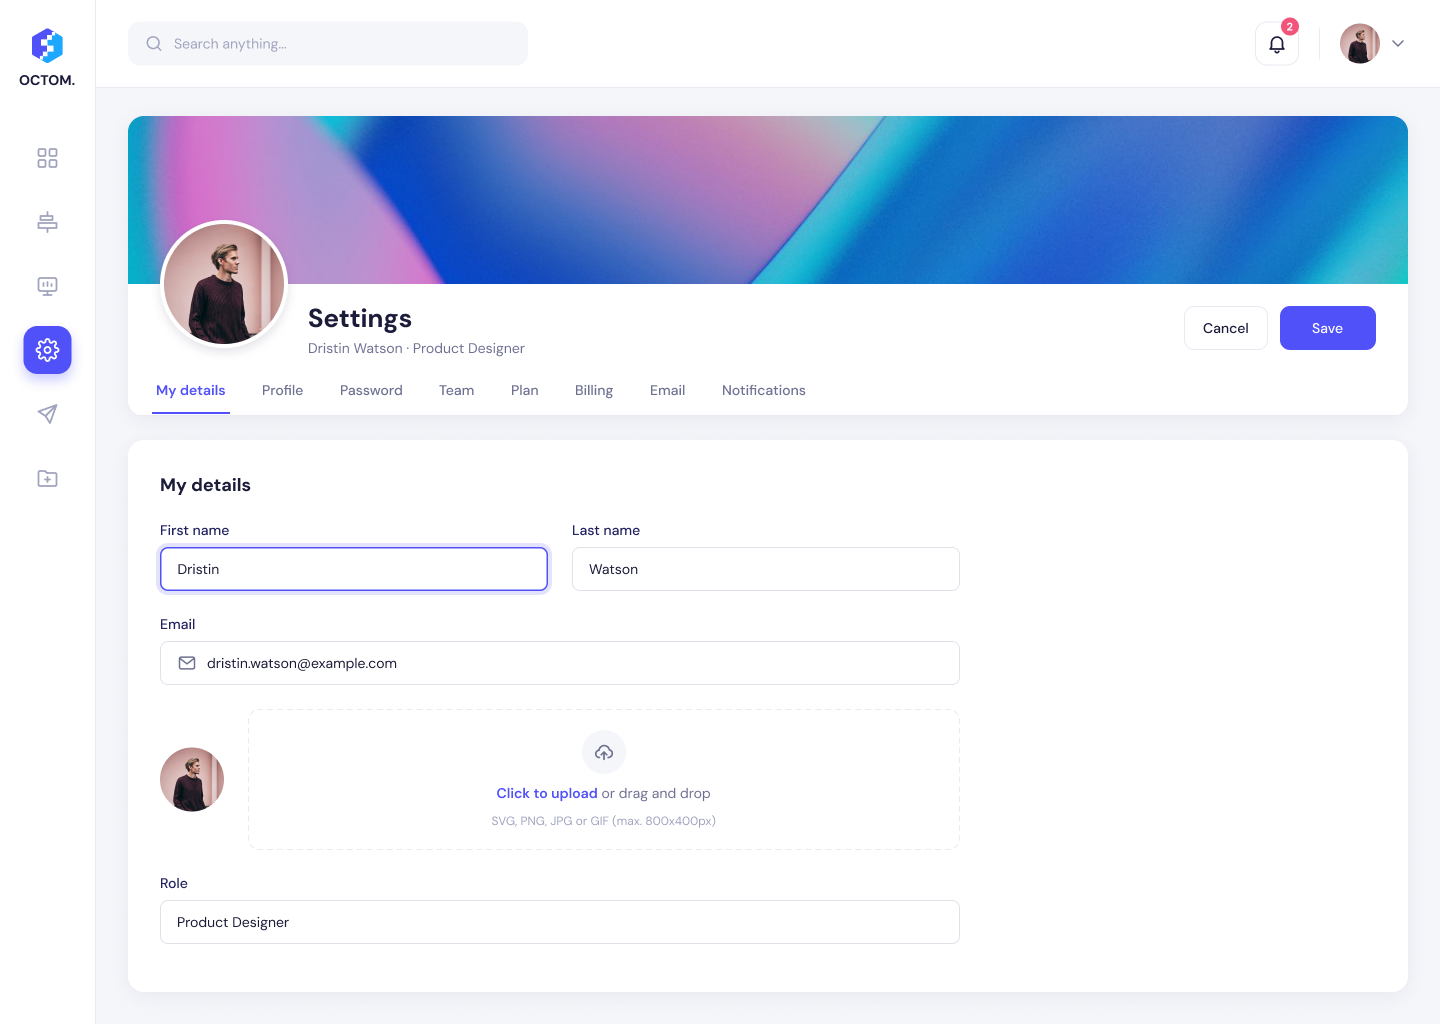 OCTOM.
Search anything...
2
Settings
Dristin Watson · Product Designer
Cancel
Save
My details
Profile
Password
Team
Plan
Billing
Email
Notifications
My details
First name
Last name
Dristin
Watson
Email
dristin.watson@example.com
Click to upload or drag and drop
SVG, PNG, JPG or GIF (max. 800x400px)
Role
Product Designer